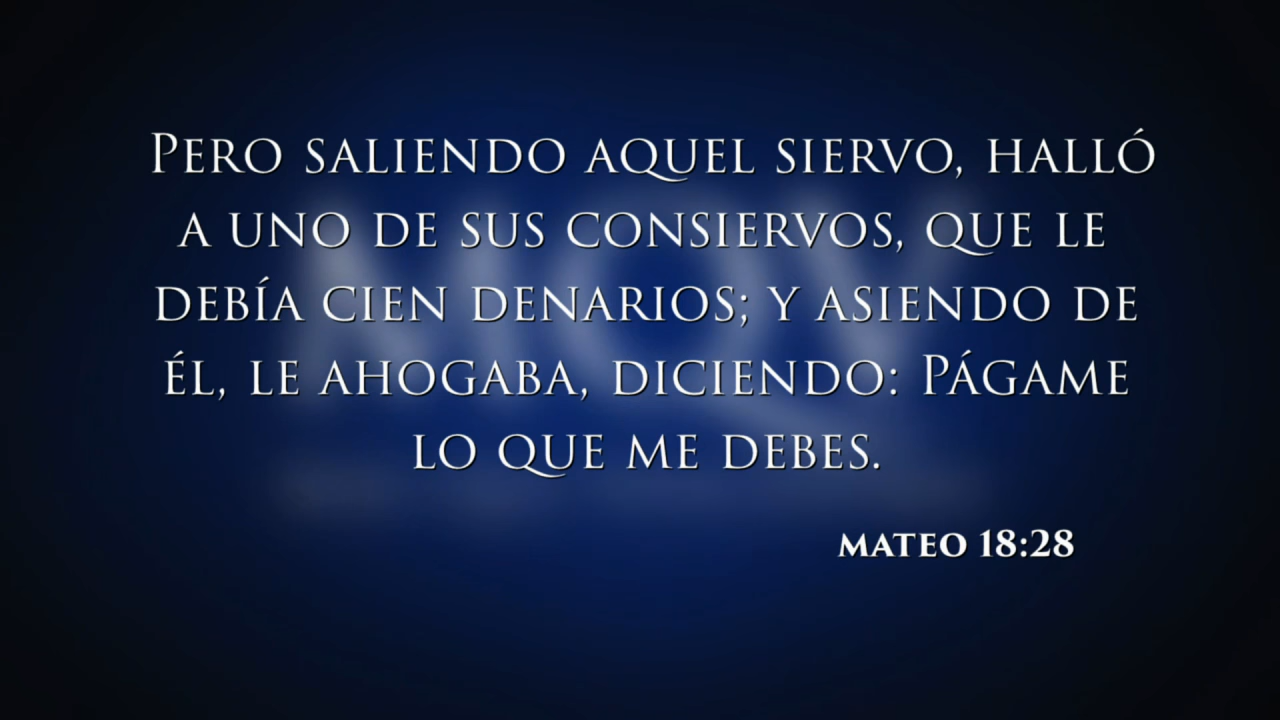 Pero saliendo aquel siervo, halló
a uno de sus consiervos, que le
debía cien denarios; y asiendo de
él, le ahogaba, diciendo: Págame
lo que me debes.
mateo 18:28